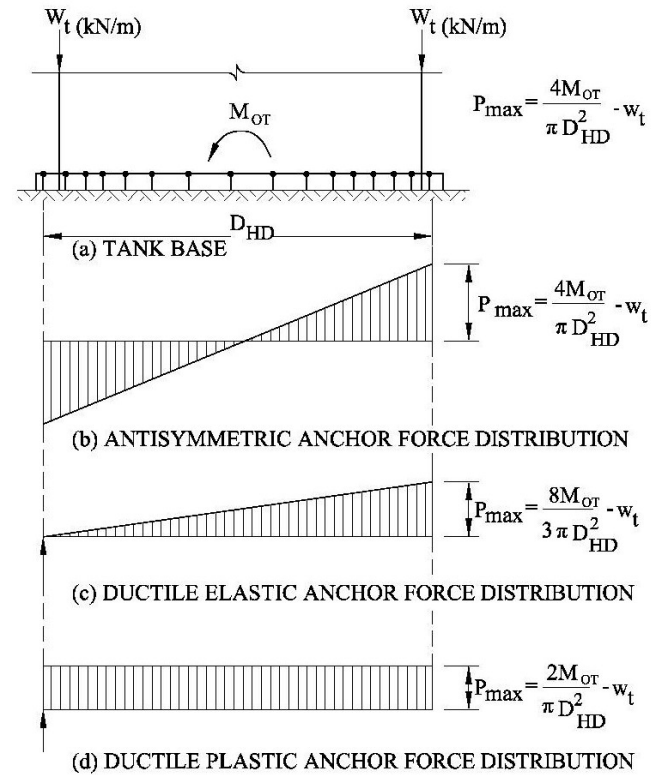 W_t (kN/m) W_t (kN/m)
M_OT
P_max = 4M_OT / π D_HD^2 - w_t
D_HD
(a) TANK BASE
P_max = 4M_OT / π D_HD^2 - w_t
(b) ANTISYMMETRIC ANCHOR FORCE DISTRIBUTION
P_max = 8M_OT / 3 π D_HD^2 - w_t
(c) DUCTILE ELASTIC ANCHOR FORCE DISTRIBUTION
P_max = 2M_OT / π D_HD^2 - w_t
(d) DUCTILE PLASTIC ANCHOR FORCE DISTRIBUTION